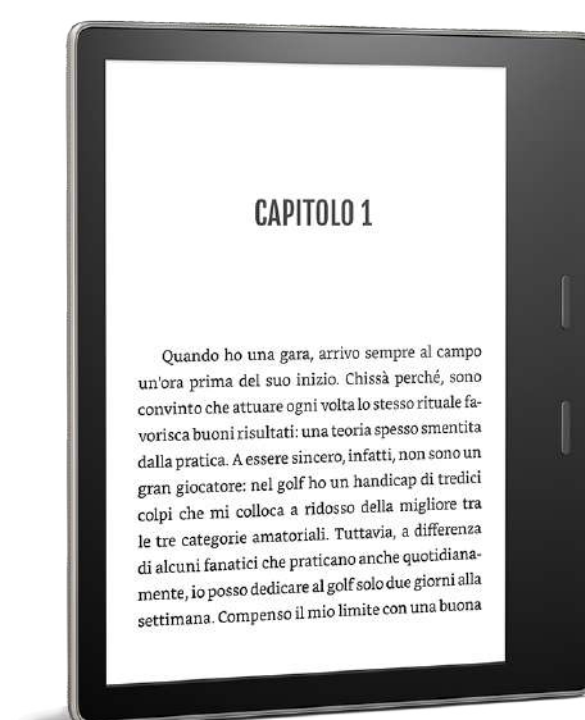 CAPITOLO 1
Quando ho una gara, arrivo sempre al campo
un'ora prima del suo inizio. Chissà perché, sono
convinto che attuare ogni volta lo stesso rituale fa-
vorisca buoni risultati: una teoria spesso smentita
dalla pratica. A essere sincero, infatti, non sono un
gran giocatore: nel golf ho un handicap di tredici
colpi che mi colloca a ridosso della migliore tra
le tre categorie amatoriali. Tuttavia, a differenza
di alcuni fanatici che praticano anche quotidiana-
mente, io posso dedicare al golf solo due giorni alla
settimana. Compenso il mio limite con una buona